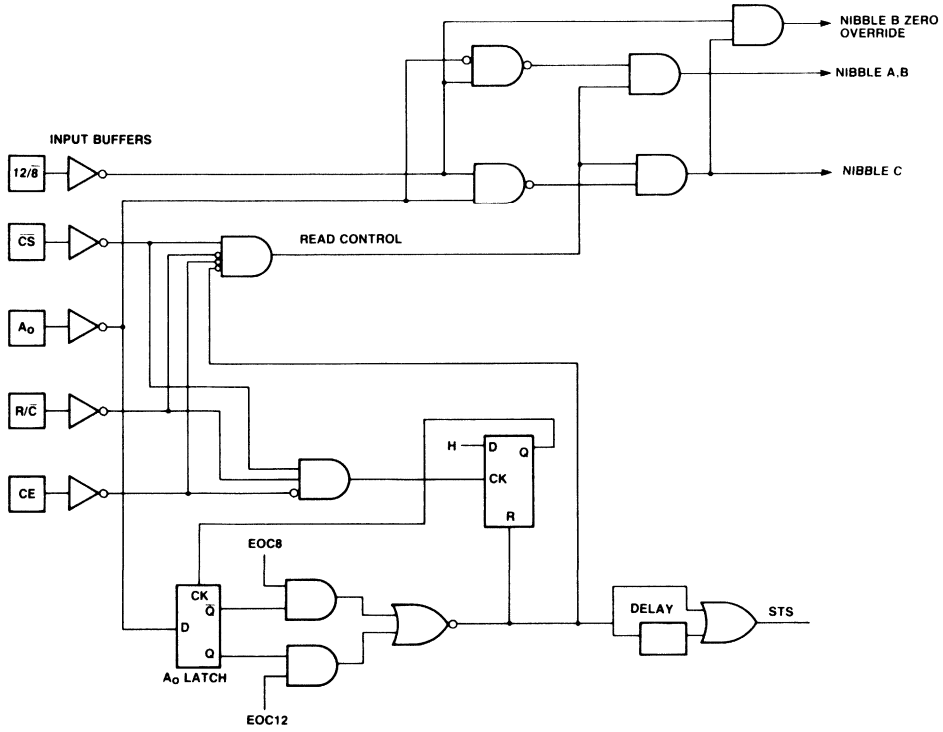 NIBBLE B ZERO
OVERRIDE
NIBBLE A,B
INPUT BUFFERS
12/8̅
NIBBLE C
C̅S̅
READ CONTROL
A₀
R/C̅
H
D
Q
CK
CE
R
EOC8
CK
Q̅
D
DELAY
STS
Q
A₀ LATCH
EOC12